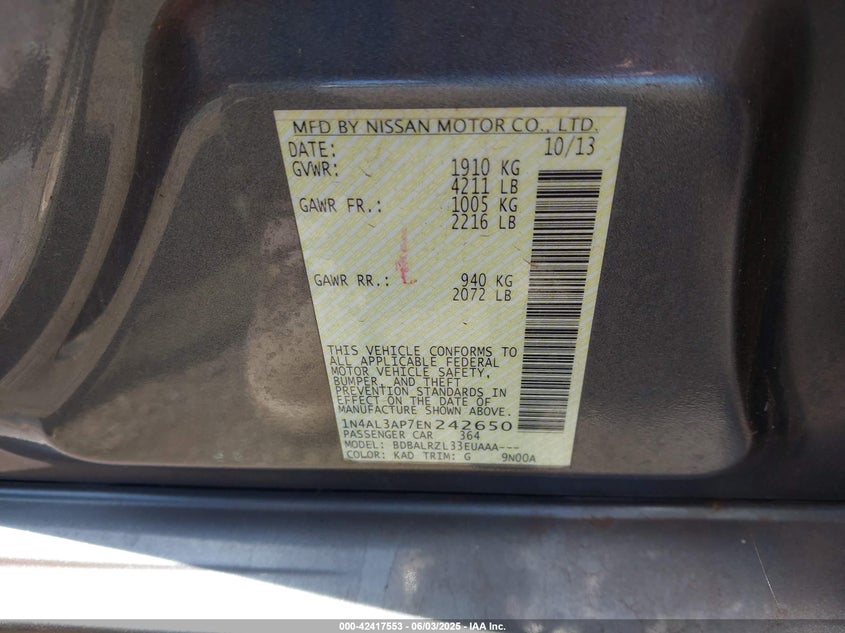 MFD BY NISSAN MOTOR CO., LTD.
DATE: 10/13
GVWR: 1910 KG
4211 LB
GAWR FR.: 1005 KG
2216 LB
GAWR RR.: 940 KG
2072 LB
THIS VEHICLE CONFORMS TO
ALL APPLICABLE FEDERAL
MOTOR VEHICLE SAFETY,
BUMPER, AND THEFT
PREVENTION STANDARDS IN
EFFECT ON THE DATE OF
MANUFACTURE SHOWN ABOVE.
1N4AL3AP7EN242650
PASSENGER CAR 364
MODEL: BDBALRZL33EUAAA---
COLOR: KAD TRIM: G 9N00A
000-42417553 - 06/03/2025 - IAA Inc.